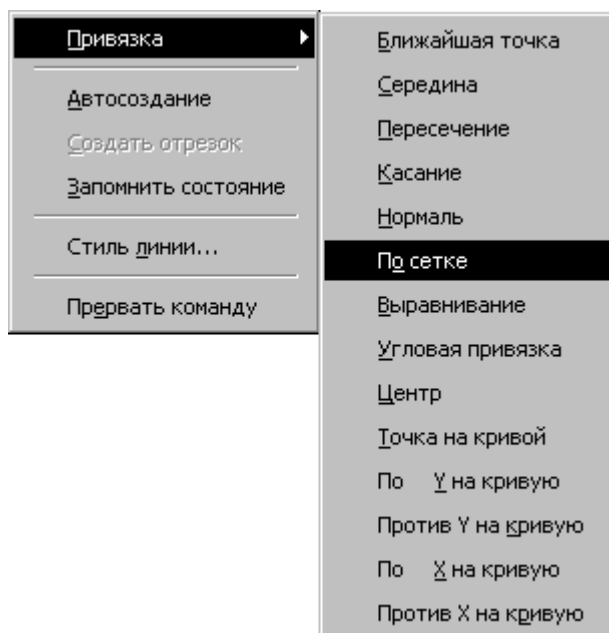 Привязка
Автосоздание
Создать отрезок
Запомнить состояние
Стиль линии...
Прервать команду
Ближайшая точка
Середина
Пересечение
Касание
Нормаль
По сетке
Выравнивание
Угловая привязка
Центр
Точка на кривой
По Y на кривую
Против Y на кривую
По X на кривую
Против X на кривую